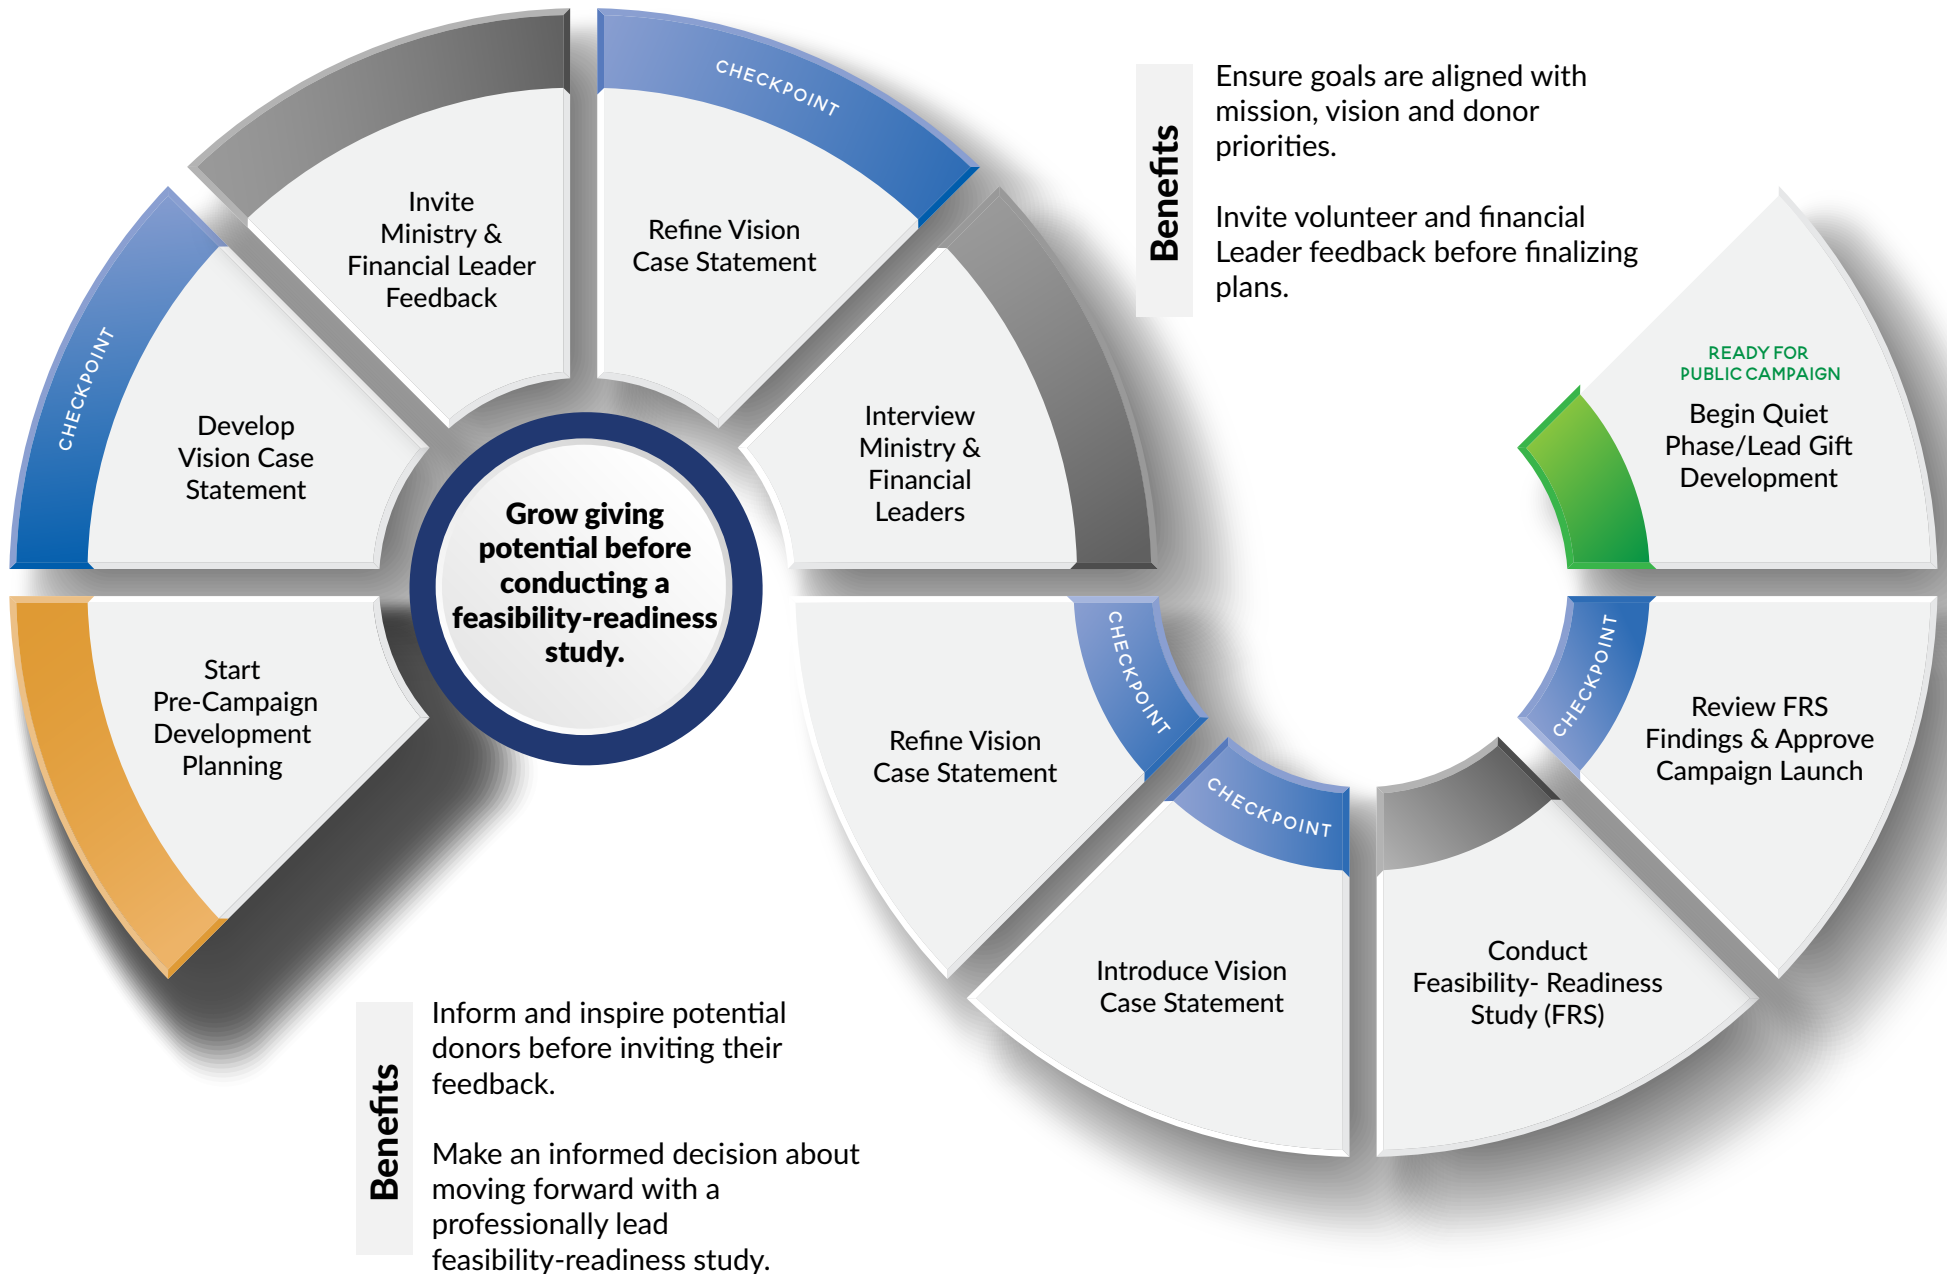 Start
Pre-Campaign
Development
Planning
CHECKPOINT
Develop
Vision Case
Statement
Invite
Ministry &
Financial Leader
Feedback
CHECKPOINT
Refine Vision
Case Statement
Interview
Ministry &
Financial
Leaders
Grow giving
potential before
conducting a
feasibility-readiness
study.
CHECKPOINT
Refine Vision
Case Statement
CHECKPOINT
Introduce Vision
Case Statement
Conduct
Feasibility- Readiness
Study (FRS)
CHECKPOINT
Review FRS
Findings & Approve
Campaign Launch
READY FOR
PUBLIC CAMPAIGN
Begin Quiet
Phase/Lead Gift
Development
Benefits
Ensure goals are aligned with
mission, vision and donor
priorities.
Invite volunteer and financial
Leader feedback before finalizing
plans.
Benefits
Inform and inspire potential
donors before inviting their
feedback.
Make an informed decision about
moving forward with a
professionally lead
feasibility-readiness study.